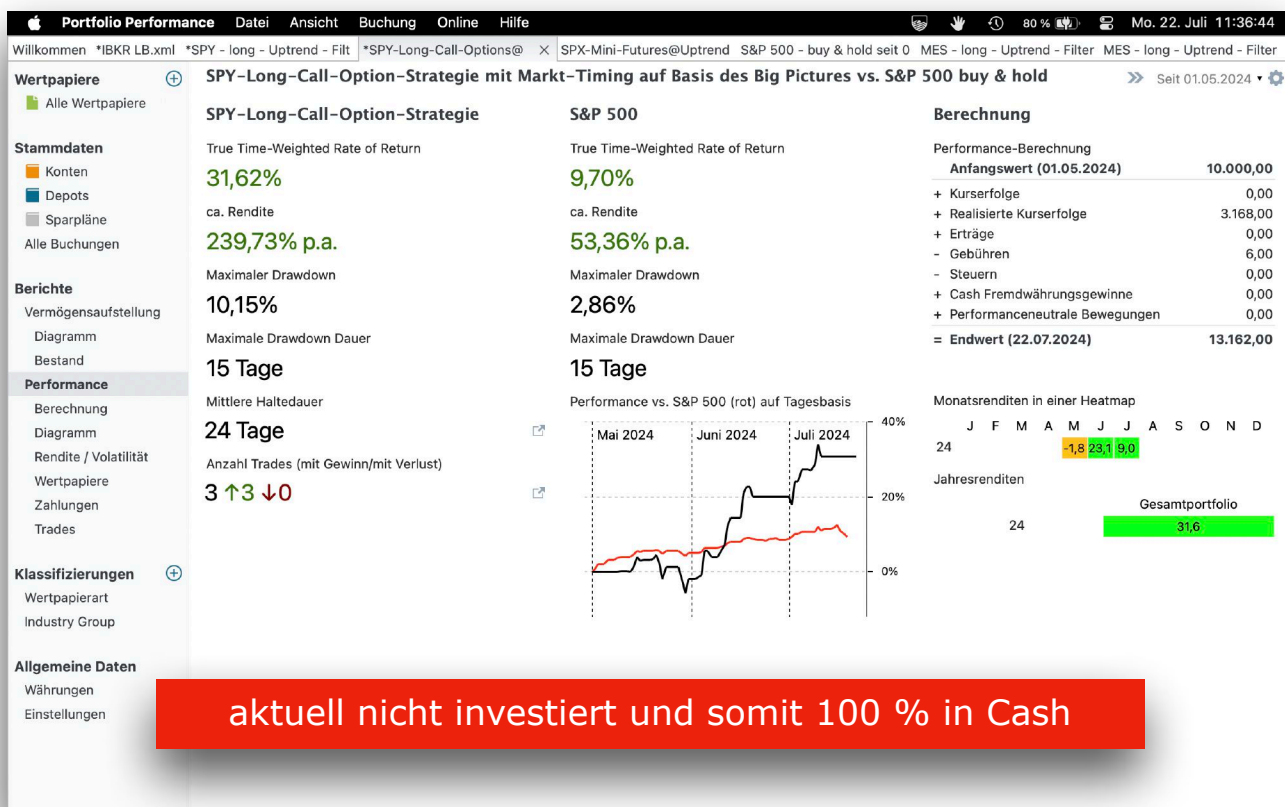 Portfolio Performance Datei Ansicht Buchung Online Hilfe 80 % Mo. 22. Juli 11:36:44
Willkommen *IBKR LB.xml *SPY - long - Uptrend - Filt *SPY-Long-Call-Options@ × SPX-Mini-Futures@Uptrend S&P 500 - buy & hold seit 0 MES - long - Uptrend - Filter MES - long - Uptrend - Filter
Wertpapiere
Alle Wertpapiere
Stammdaten
Konten
Depots
Sparpläne
Alle Buchungen
Berichte
Vermögensaufstellung
Diagramm
Bestand
Performance
Berechnung
Diagramm
Rendite / Volatilität
Wertpapiere
Zahlungen
Trades
Klassifizierungen
Wertpapierart
Industry Group
Allgemeine Daten
Währungen
Einstellungen
SPY-Long-Call-Option-Strategie mit Markt-Timing auf Basis des Big Pictures vs. S&P 500 buy & hold
Seit 01.05.2024
SPY-Long-Call-Option-Strategie
True Time-Weighted Rate of Return
31,62%
ca. Rendite
239,73% p.a.
Maximaler Drawdown
10,15%
Maximale Drawdown Dauer
15 Tage
Mittlere Haltedauer
24 Tage
Anzahl Trades (mit Gewinn/mit Verlust)
3 ↑3 ↓0
S&P 500
True Time-Weighted Rate of Return
9,70%
ca. Rendite
53,36% p.a.
Maximaler Drawdown
2,86%
Maximale Drawdown Dauer
15 Tage
Performance vs. S&P 500 (rot) auf Tagesbasis
Mai 2024 Juni 2024 Juli 2024
40%
20%
0%
Berechnung
Performance-Berechnung
Anfangswert (01.05.2024) 10.000,00
+ Kurserfolge 0,00
+ Realisierte Kurserfolge 3.168,00
+ Erträge 0,00
- Gebühren 6,00
- Steuern 0,00
+ Cash Fremdwährungsgewinne 0,00
+ Performanceneutrale Bewegungen 0,00
= Endwert (22.07.2024) 13.162,00
Monatsrenditen in einer Heatmap
J F M A M J J A S O N D
24 -1,8 23,1 9,0
Jahresrenditen
Gesamtportfolio
24 31,6
aktuell nicht investiert und somit 100 % in Cash